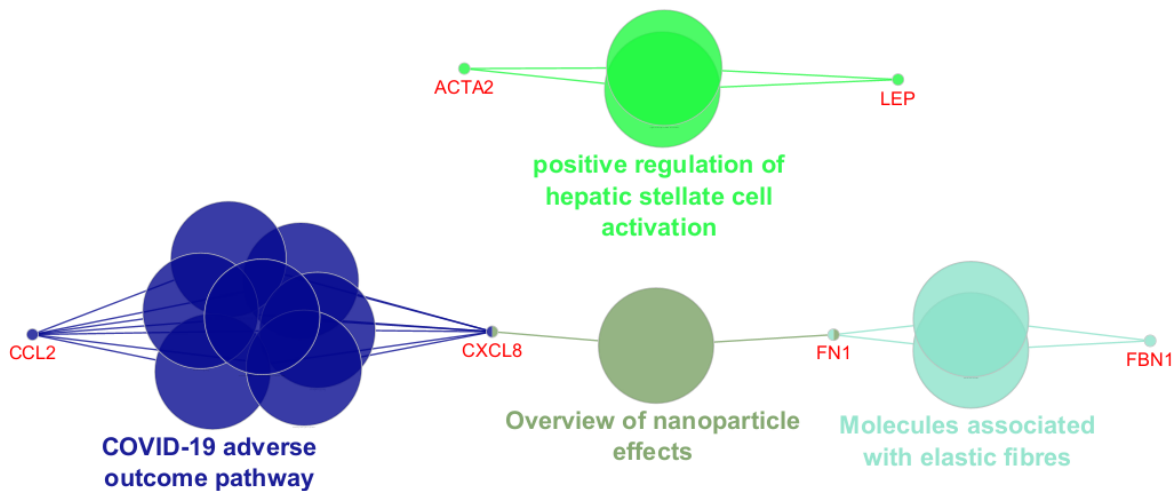 ACTA2
LEP
positive regulation of
hepatic stellate cell
activation
CCL2
CXCL8
FN1
FBN1
COVID-19 adverse
outcome pathway
Overview of nanoparticle
effects
Molecules associated
with elastic fibres